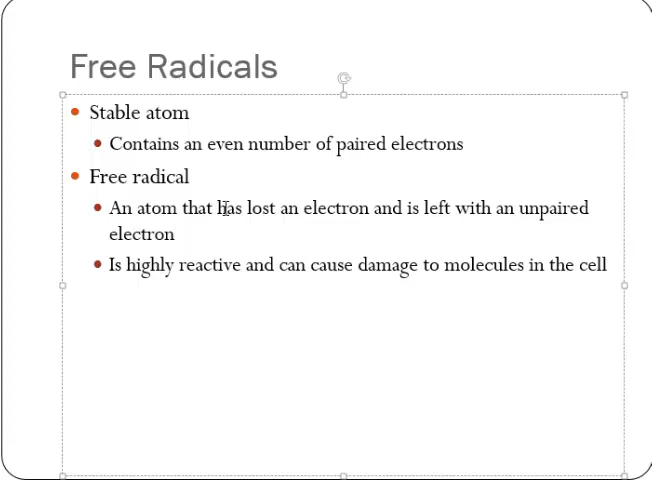 Free Radicals
Stable atom
Contains an even number of paired electrons
Free radical
An atom that has lost an electron and is left with an unpaired
electron
Is highly reactive and can cause damage to molecules in the cell